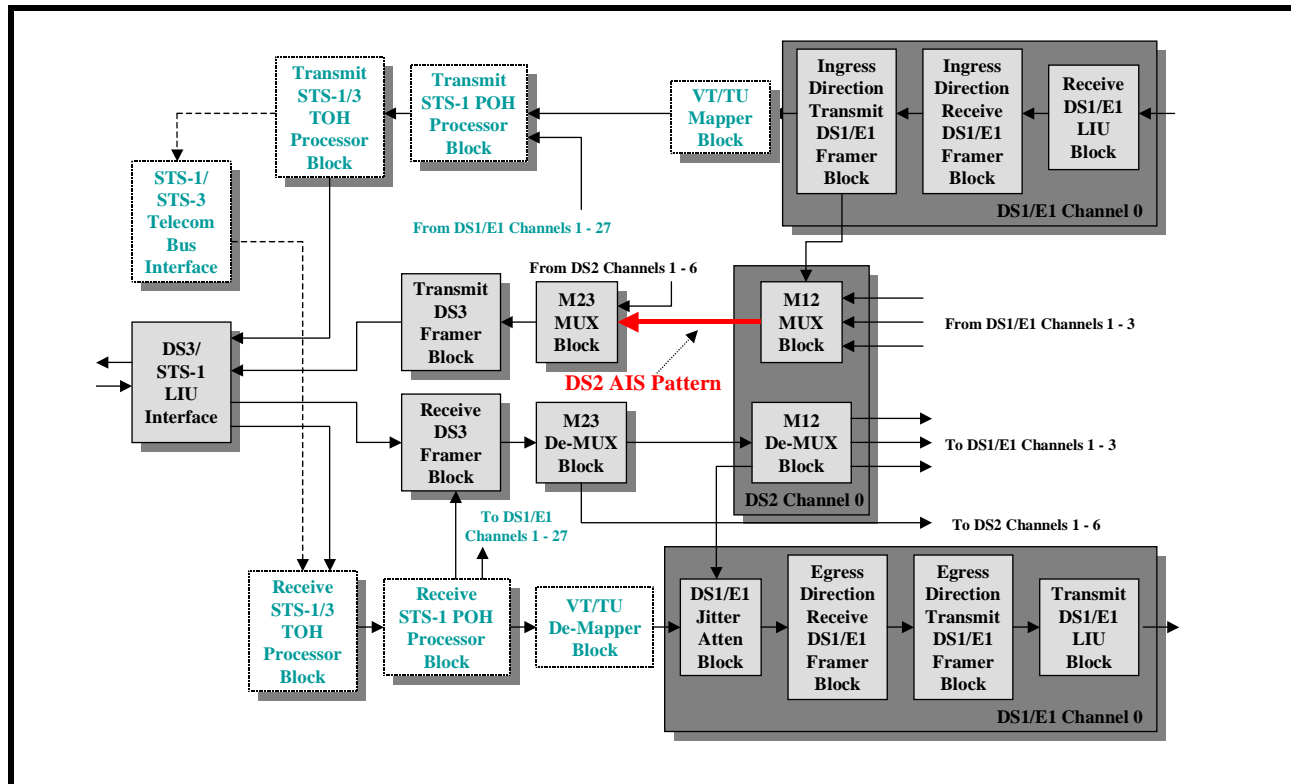 Transmit
STS-1/3
TOH
Processor
Block
Transmit
STS-1 POH
Processor
Block
VT/TU
Mapper
Block
Ingress
Direction
Transmit
DS1/E1
Framer
Block
Ingress
Direction
Receive
DS1/E1
Framer
Block
Receive
DS1/E1
LIU
Block
DS1/E1 Channel 0
STS-1/
STS-3
Telecom
Bus
Interface
From DS1/E1 Channels 1 - 27
From DS2 Channels 1 - 6
Transmit
DS3
Framer
Block
M23
MUX
Block
M12
MUX
Block
From DS1/E1 Channels 1 - 3
DS2 AIS Pattern
DS3/
STS-1
LIU
Interface
Receive
DS3
Framer
Block
M23
De-MUX
Block
M12
De-MUX
Block
To DS1/E1 Channels 1 - 3
DS2 Channel 0
To DS1/E1
Channels 1 - 27
To DS2 Channels 1 - 6
Receive
STS-1/3
TOH
Processor
Block
Receive
STS-1 POH
Processor
Block
VT/TU
De-Mapper
Block
DS1/E1
Jitter
Atten
Block
Egress
Direction
Receive
DS1/E1
Framer
Block
Egress
Direction
Transmit
DS1/E1
Framer
Block
Transmit
DS1/E1
LIU
Block
DS1/E1 Channel 0